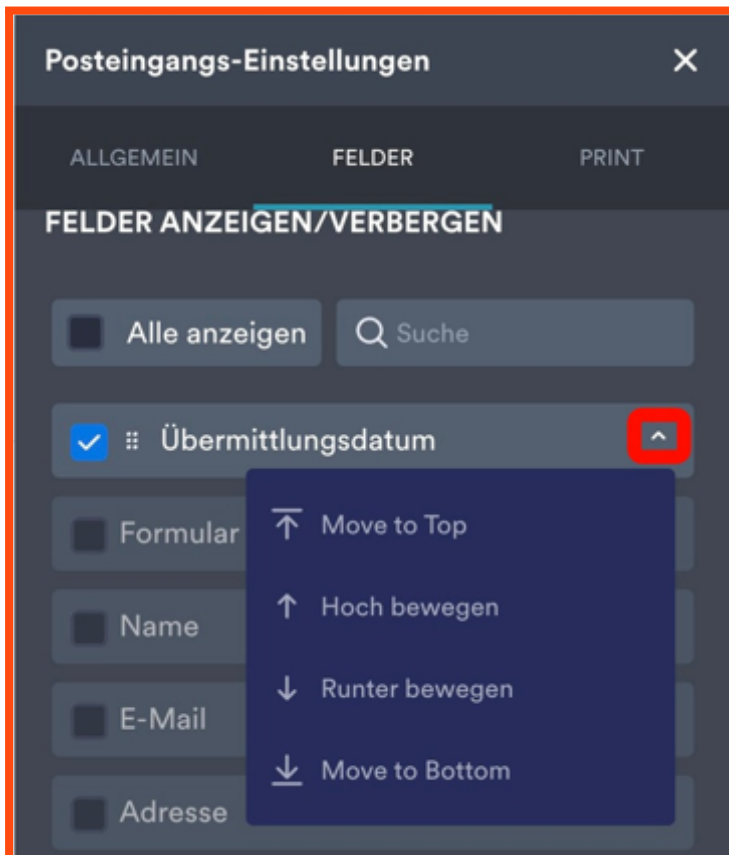 Posteingangs-Einstellungen
ALLGEMEIN FELDER PRINT
FELDER ANZEIGEN/VERBERGEN
Alle anzeigen Suche
Übermittlungsdatum
Formular Move to Top
Hoch bewegen
Name
Runter bewegen
E-Mail
Move to Bottom
Adresse